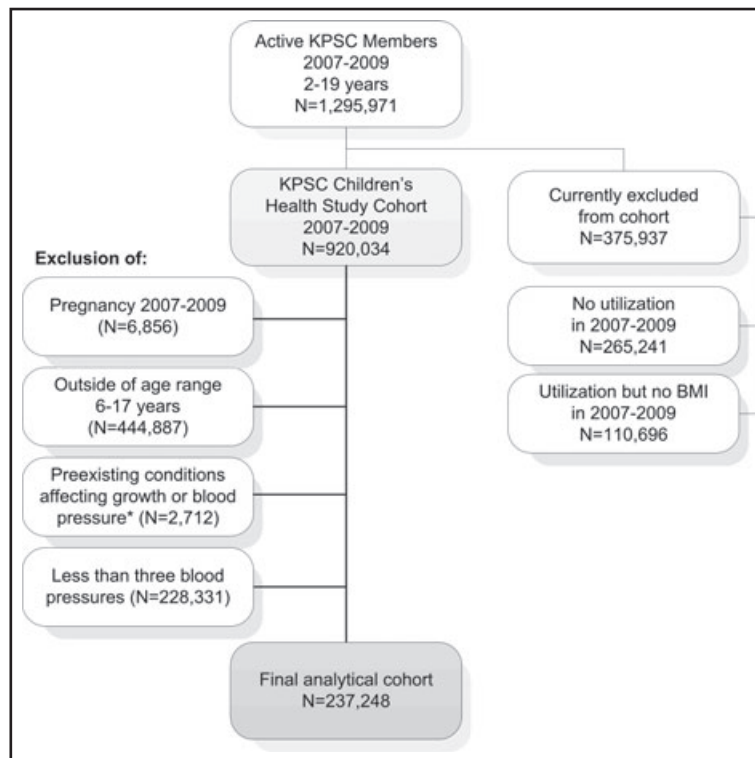 Active KPSC Members
2007-2009
2-19 years
N=1,295,971
KPSC Children's
Health Study Cohort
2007-2009
N=920,034
Currently excluded
from cohort
N=375,937
Exclusion of:
Pregnancy 2007-2009
(N=6,856)
No utilization
in 2007-2009
N=265,241
Outside of age range
6-17 years
(N=444,887)
Utilization but no BMI
in 2007-2009
N=110,696
Preexisting conditions
affecting growth or blood
pressure* (N=2,712)
Less than three blood
pressures (N=228,331)
Final analytical cohort
N=237,248